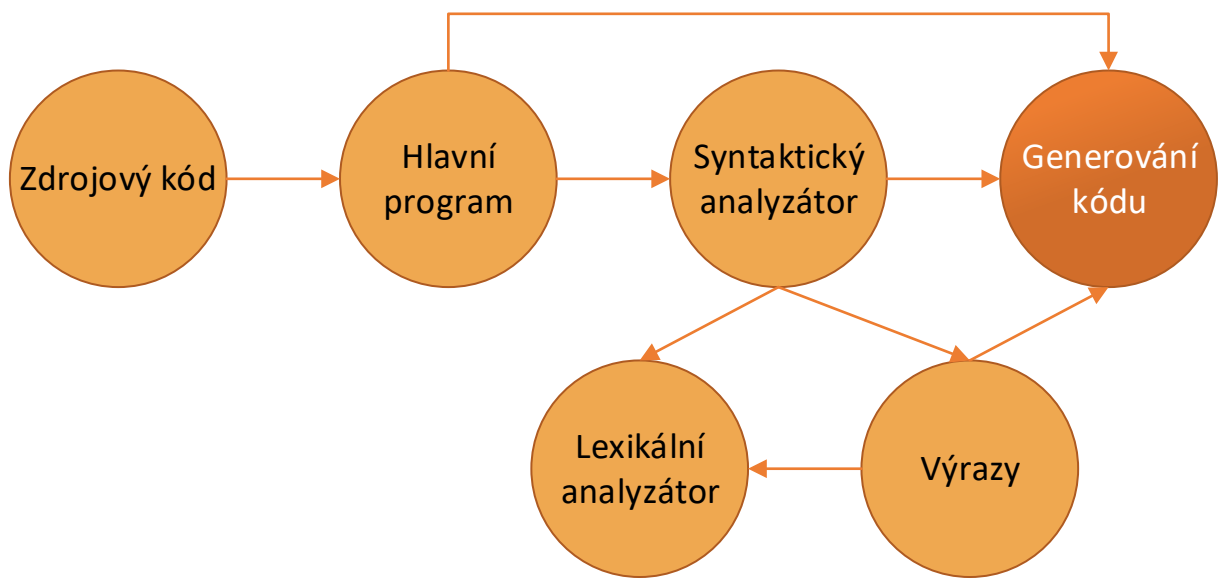 Zdrojový kód
Hlavní
program
Syntaktický
analyzátor
Generování
kódu
Lexikální
analyzátor
Výrazy